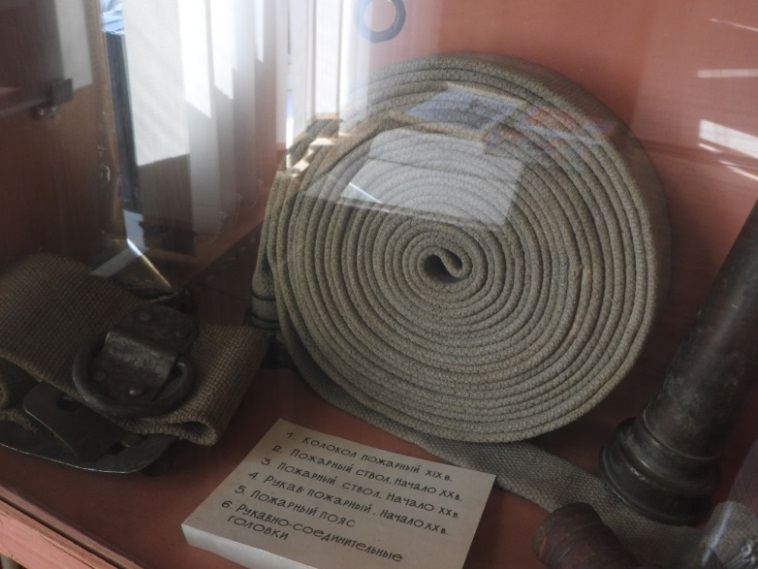 1. Колокол пожарный XIX в.
2. Пожарный ствол. Начало XX в.
3. Пожарный ствол. Начало XX в.
4. Рукав пожарный. Начало XX в.
5. Пожарный пояс
6. Рукавно-соединительные
головки